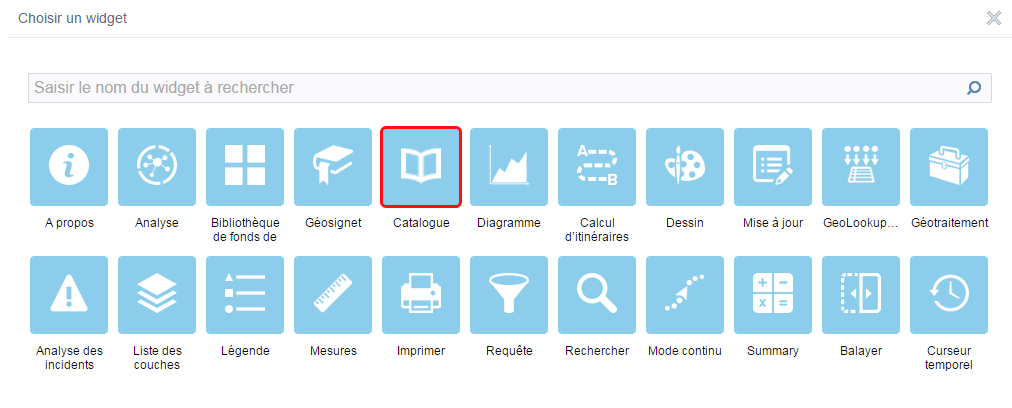 Choisir un widget
Saisir le nom du widget à rechercher
A
B
A propos
Analyse
Bibliothèque
de fonds de
Géosignet
Catalogue
Diagramme
Calcul
d'itinéraires
Dessin
Mise à jour
GeoLookup...
Géotraitement
Analyse des
incidents
Liste des
couches
Légende
Mesures
Imprimer
Requête
Rechercher
Mode continu
Summary
Balayer
Curseur
temporel